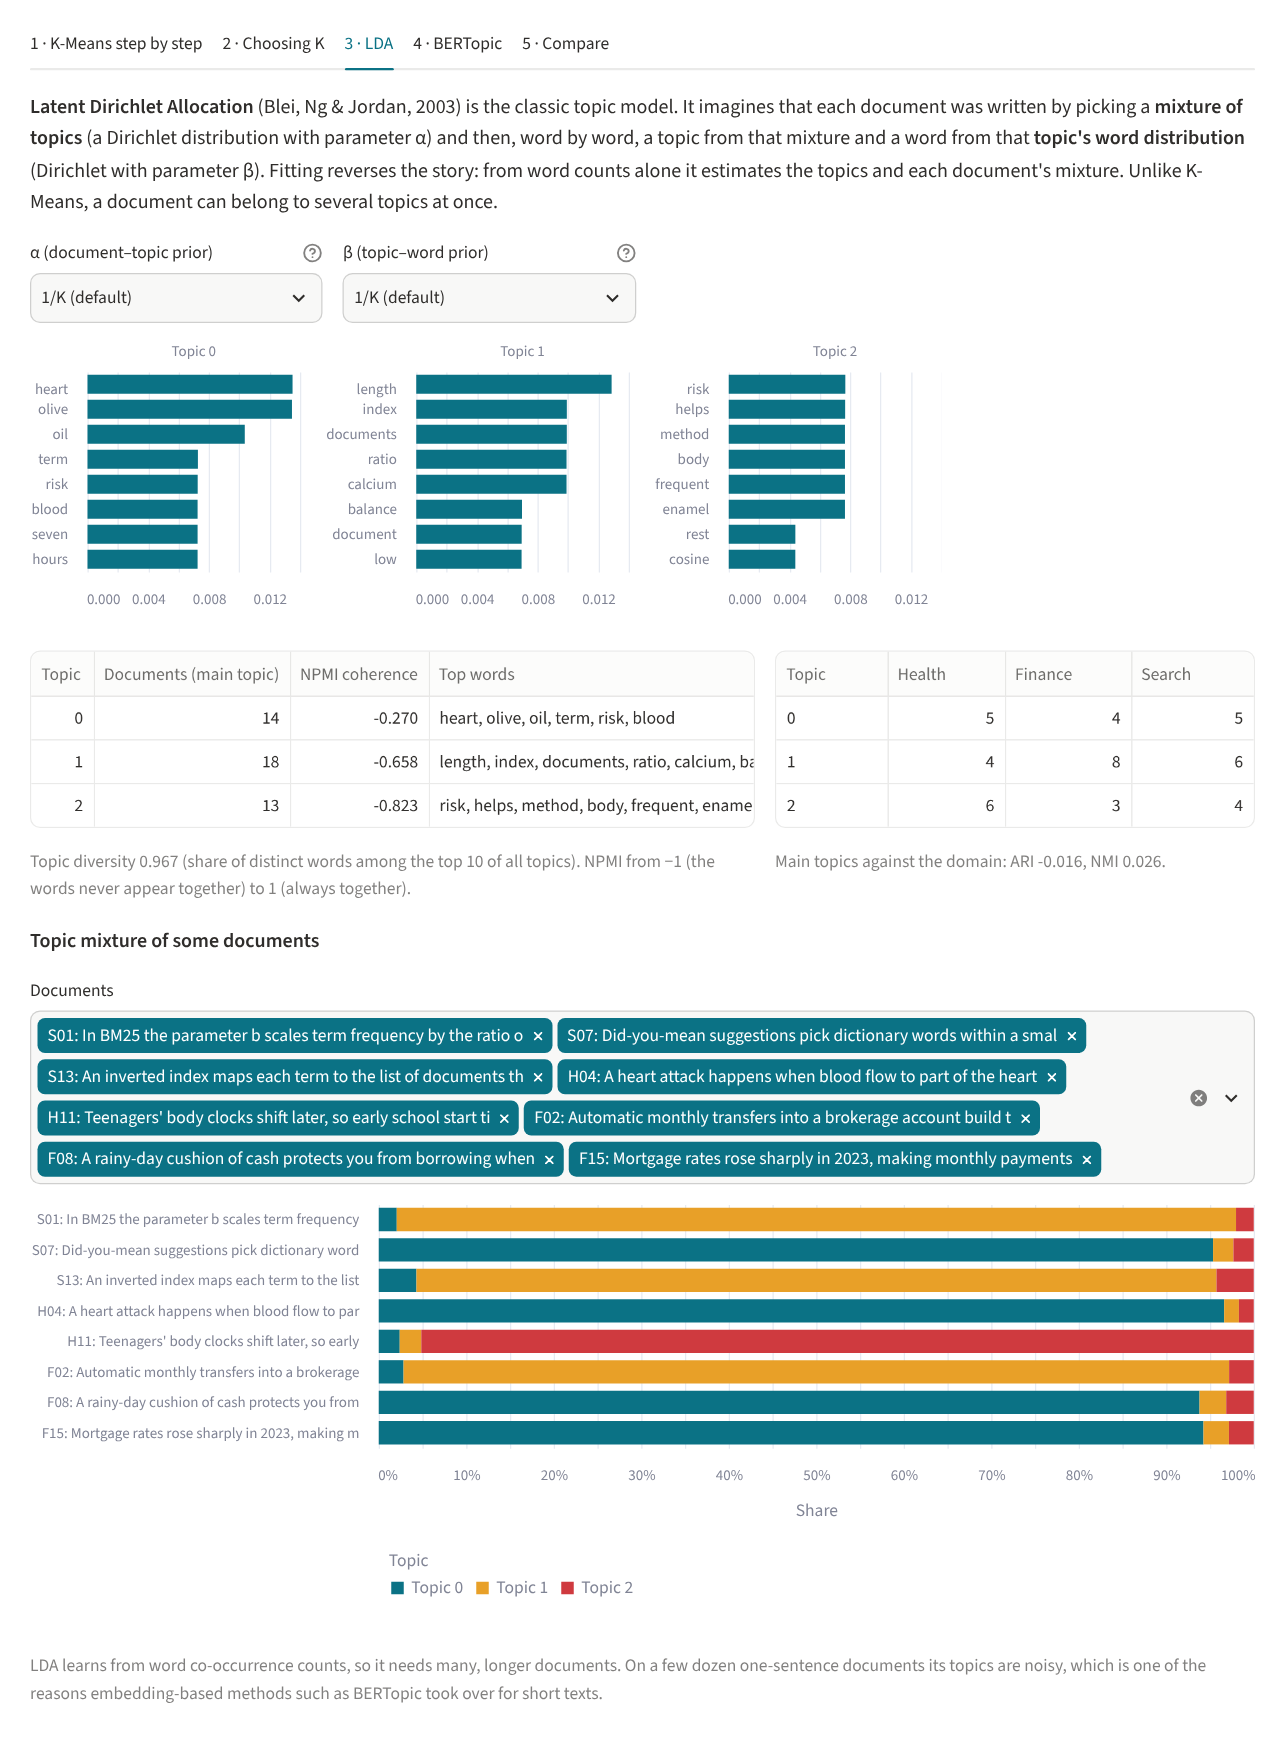 1 · K-Means step by step
2 · Choosing K
3 · LDA
4 · BERTopic
5 · Compare
Latent Dirichlet Allocation (Blei, Ng & Jordan, 2003) is the classic topic model. It imagines that each document was written by picking a mixture of
topics (a Dirichlet distribution with parameter α) and then, word by word, a topic from that mixture and a word from that topic's word distribution
(Dirichlet with parameter β). Fitting reverses the story: from word counts alone it estimates the topics and each document's mixture. Unlike K-
Means, a document can belong to several topics at once.
α (document–topic prior)
1/K (default)
β (topic–word prior)
1/K (default)
Topic 0
heart
olive
oil
term
risk
blood
seven
hours
0.000 0.004 0.008 0.012
Topic 1
length
index
documents
ratio
calcium
balance
document
low
0.000 0.004 0.008 0.012
Topic 2
risk
helps
method
body
frequent
enamel
rest
cosine
0.000 0.004 0.008 0.012
Topic Documents (main topic) NPMI coherence Top words
0 14 -0.270 heart, olive, oil, term, risk, blood
1 18 -0.658 length, index, documents, ratio, calcium, ba
2 13 -0.823 risk, helps, method, body, frequent, ename
Topic diversity 0.967 (share of distinct words among the top 10 of all topics). NPMI from −1 (the
words never appear together) to 1 (always together).
Topic Health Finance Search
0 5 4 5
1 4 8 6
2 6 3 4
Main topics against the domain: ARI -0.016, NMI 0.026.
Topic mixture of some documents
Documents
S01: In BM25 the parameter b scales term frequency by the ratio o ×
S07: Did-you-mean suggestions pick dictionary words within a smal ×
S13: An inverted index maps each term to the list of documents th ×
H04: A heart attack happens when blood flow to part of the heart ×
H11: Teenagers' body clocks shift later, so early school start ti ×
F02: Automatic monthly transfers into a brokerage account build t ×
F08: A rainy-day cushion of cash protects you from borrowing when ×
F15: Mortgage rates rose sharply in 2023, making monthly payments ×
S01: In BM25 the parameter b scales term frequency
S07: Did-you-mean suggestions pick dictionary word
S13: An inverted index maps each term to the list
H04: A heart attack happens when blood flow to par
H11: Teenagers' body clocks shift later, so early
F02: Automatic monthly transfers into a brokerage
F08: A rainy-day cushion of cash protects you from
F15: Mortgage rates rose sharply in 2023, making m
0% 10% 20% 30% 40% 50% 60% 70% 80% 90% 100%
Share
Topic
Topic 0 Topic 1 Topic 2
LDA learns from word co-occurrence counts, so it needs many, longer documents. On a few dozen one-sentence documents its topics are noisy, which is one of the
reasons embedding-based methods such as BERTopic took over for short texts.